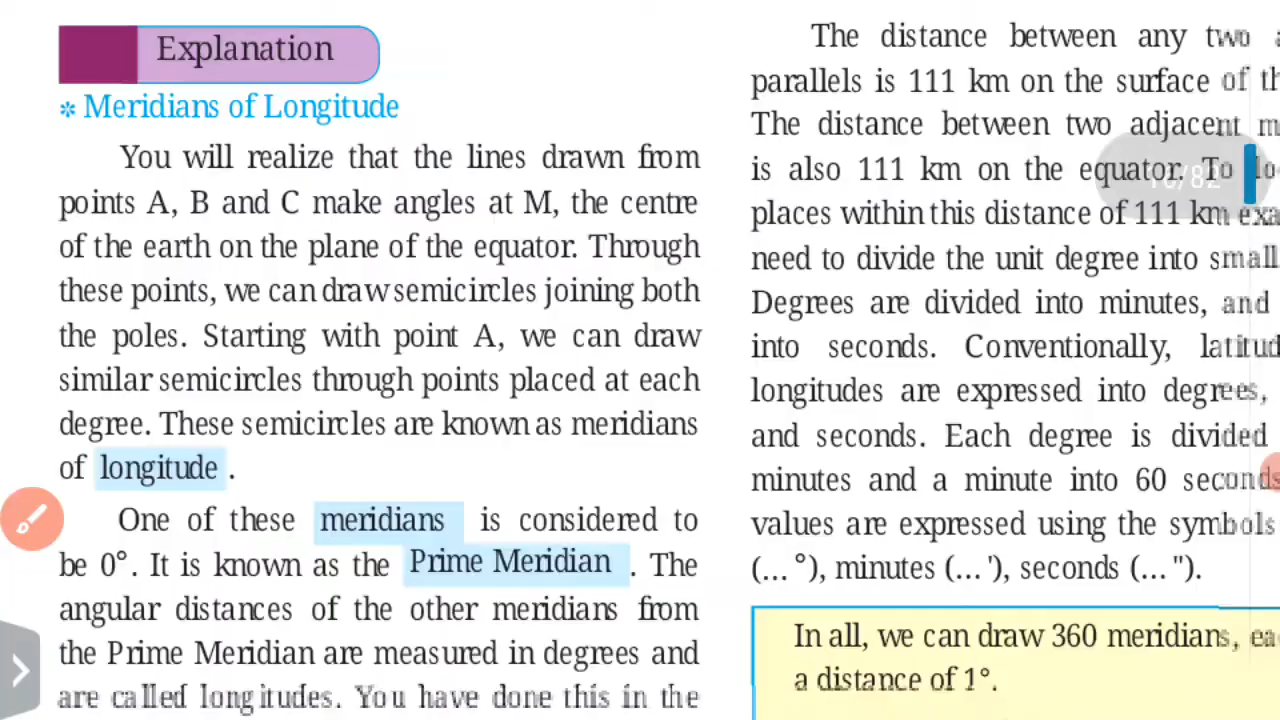 Explanation
* Meridians of Longitude
You will realize that the lines drawn from
points A, B and C make angles at M, the centre
of the earth on the plane of the equator. Through
these points, we can draw semicircles joining both
the poles. Starting with point A, we can draw
similar semicircles through points placed at each
degree. These semicircles are known as meridians
of longitude .
One of these meridians is considered to
be 0°. It is known as the Prime Meridian . The
angular distances of the other meridians from
the Prime Meridian are measured in degrees and
are called longitudes. You have done this in the
The distance between any two
parallels is 111 km on the surface of
The distance between two adjacent
is also 111 km on the equator. To
places within this distance of 111 km
need to divide the unit degree into
Degrees are divided into minutes, and
into seconds. Conventionally,
longitudes are expressed into degrees,
and seconds. Each degree is divided
minutes and a minute into 60 seconds
values are expressed using the symbols
(... °), minutes (... '), seconds (... ").
In all, we can draw 360 meridians,
a distance of 1°.